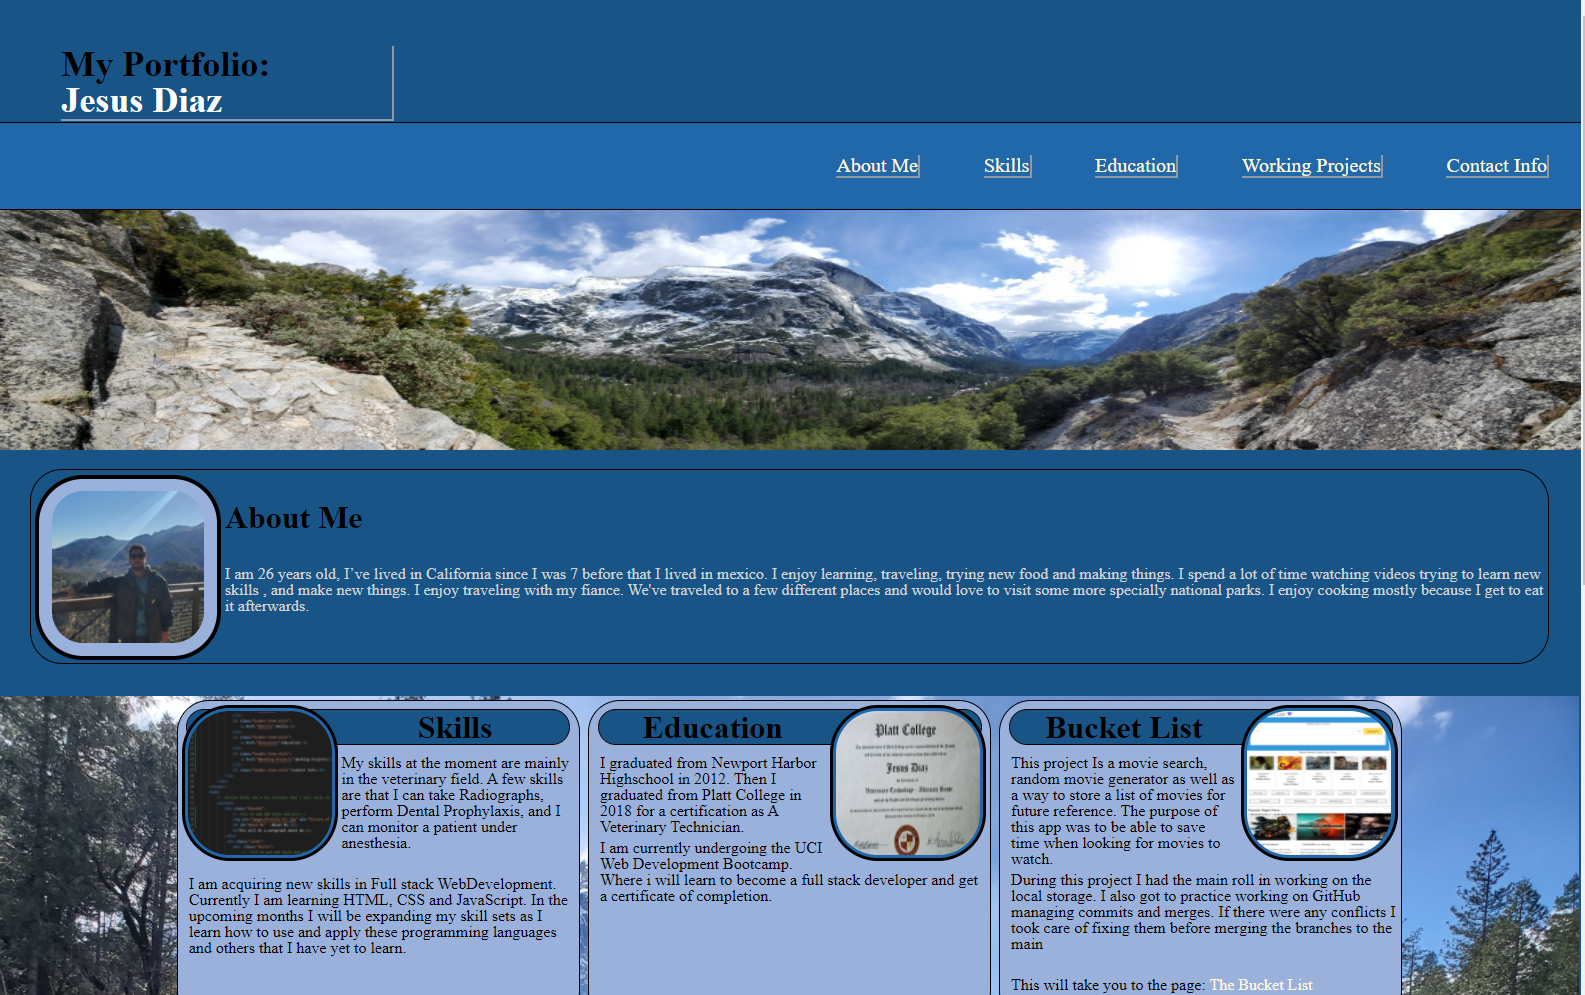 My Portfolio:
Jesus Diaz
About Me
Skills
Education
Working Projects
Contact Info
About Me
I am 26 years old, I’ve lived in California since I was 7 before that I lived in mexico. I enjoy learning, traveling, trying new food and making things. I spend a lot of time watching videos trying to learn new
skills , and make new things. I enjoy traveling with my fiance. We've traveled to a few different places and would love to visit some more specially national parks. I enjoy cooking mostly because I get to eat
it afterwards.
Skills
My skills at the moment are mainly
in the veterinary field. A few skills
are that I can take Radiographs,
perform Dental Prophylaxis, and I
can monitor a patient under
anesthesia.
I am acquiring new skills in Full stack WebDevelopment.
Currently I am learning HTML, CSS and JavaScript. In the
upcoming months I will be expanding my skill sets as I
learn how to use and apply these programming languages
and others that I have yet to learn.
Education
I graduated from Newport Harbor
Highschool in 2012. Then I
graduated from Platt College in
2018 for a certification as A
Veterinary Technician.
I am currently undergoing the UCI
Web Development Bootcamp.
Where i will learn to become a full stack developer and get
a certificate of completion.
Platt College
Jesus Diaz
Bucket List
This project Is a movie search,
random movie generator as well as
a way to store a list of movies for
future reference. The purpose of
this app was to be able to save
time when looking for movies to
watch.
During this project I had the main roll in working on the
local storage. I also got to practice working on GitHub
managing commits and merges. If there were any conflicts I
took care of fixing them before merging the branches to the
main
This will take you to the page: The Bucket List